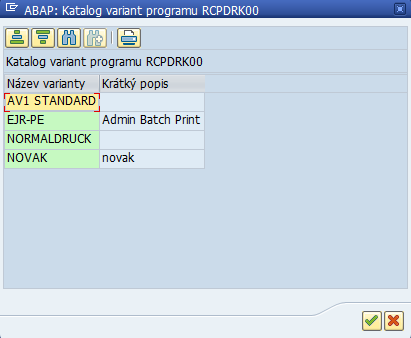 ABAP: Katalog variant programu RCPDRK00
Katalog variant programu RCPDRK00
Název varianty Krátký popis
AV1 STANDARD
EJR-PE Admin Batch Print
NORMALDRUCK
NOVAK novak